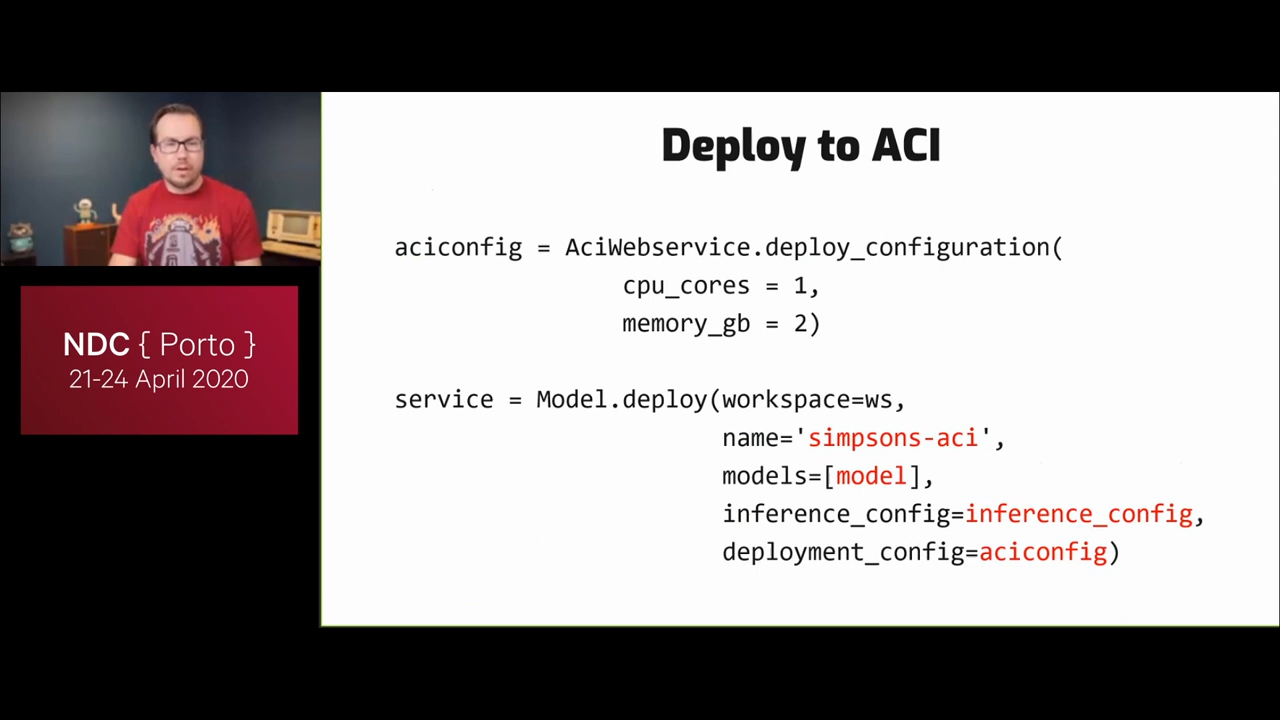 Deploy to ACI
aciconfig = AciWebservice.deploy_configuration(
cpu_cores = 1,
memory_gb = 2)
service = Model.deploy(workspace=ws,
name='simpsons-aci',
models=[model],
inference_config=inference_config,
deployment_config=aciconfig)
NDC { Porto }
21-24 April 2020